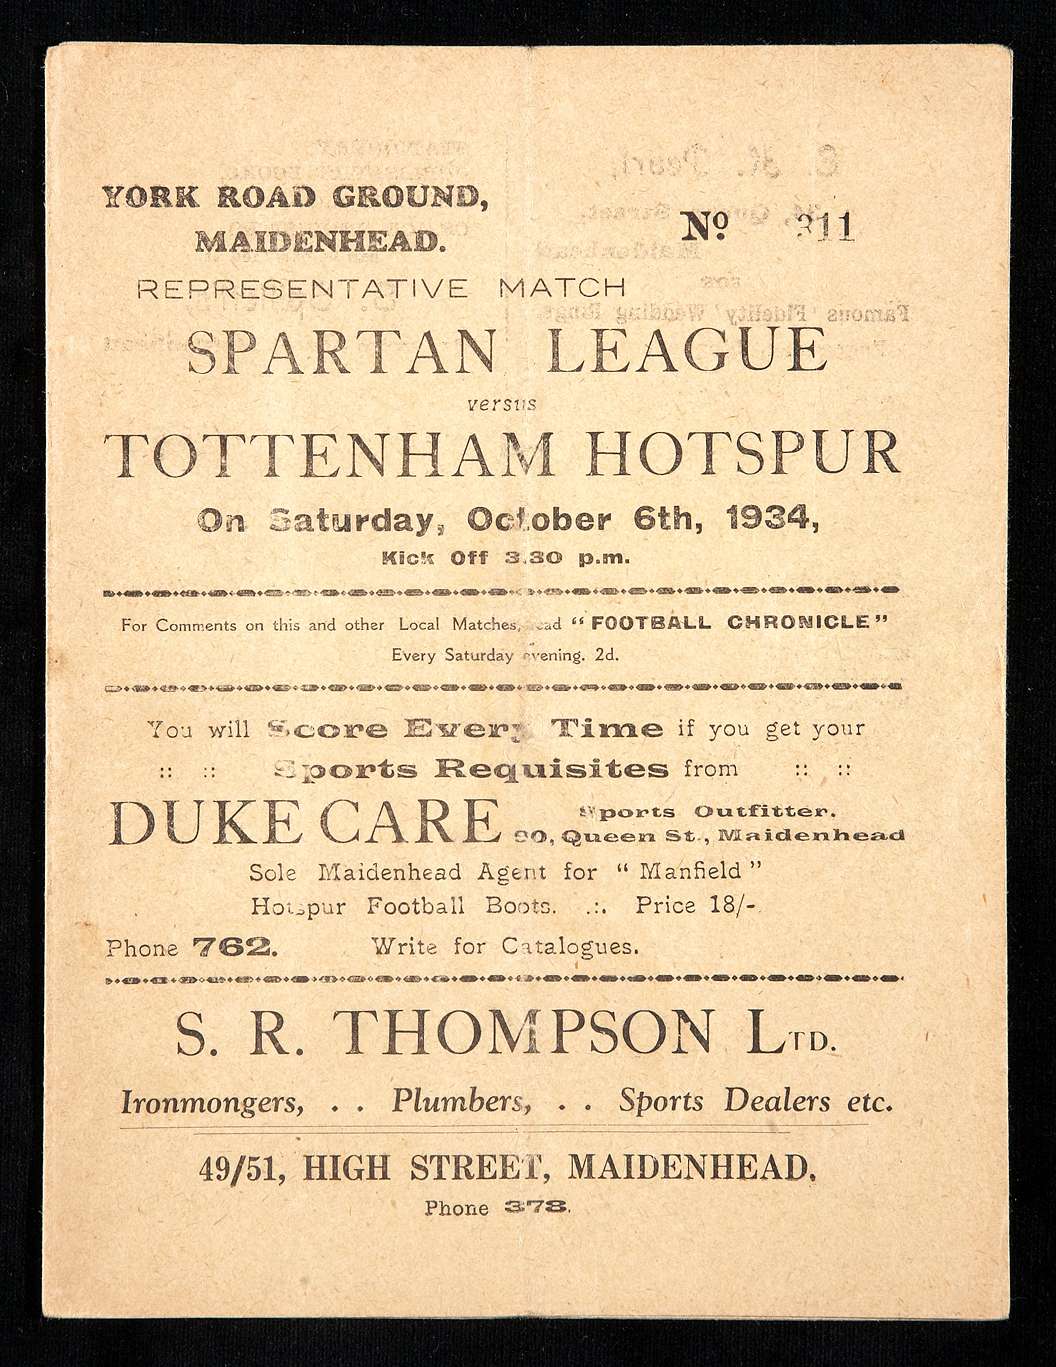 YORK ROAD GROUND,
MAIDENHEAD.
No. 311
REPRESENTATIVE MATCH
SPARTAN LEAGUE
versus
TOTTENHAM HOTSPUR
On Saturday, October 6th, 1934,
Kick Off 3.30 p.m.
For Comments on this and other Local Matches, read "FOOTBALL CHRONICLE"
Every Saturday evening. 2d.
You will Score Every Time if you get your
:: :: Sports Requisites from :: ::
DUKE CARE Sports Outfitter.
Queen St., Maidenhead
Sole Maidenhead Agent for "Manfield"
Hotspur Football Boots. .:. Price 18/-
Phone 762. Write for Catalogues.
S. R. THOMPSON LTD.
Ironmongers, . . Plumbers, . . Sports Dealers etc.
49/51, HIGH STREET, MAIDENHEAD.
Phone 378.